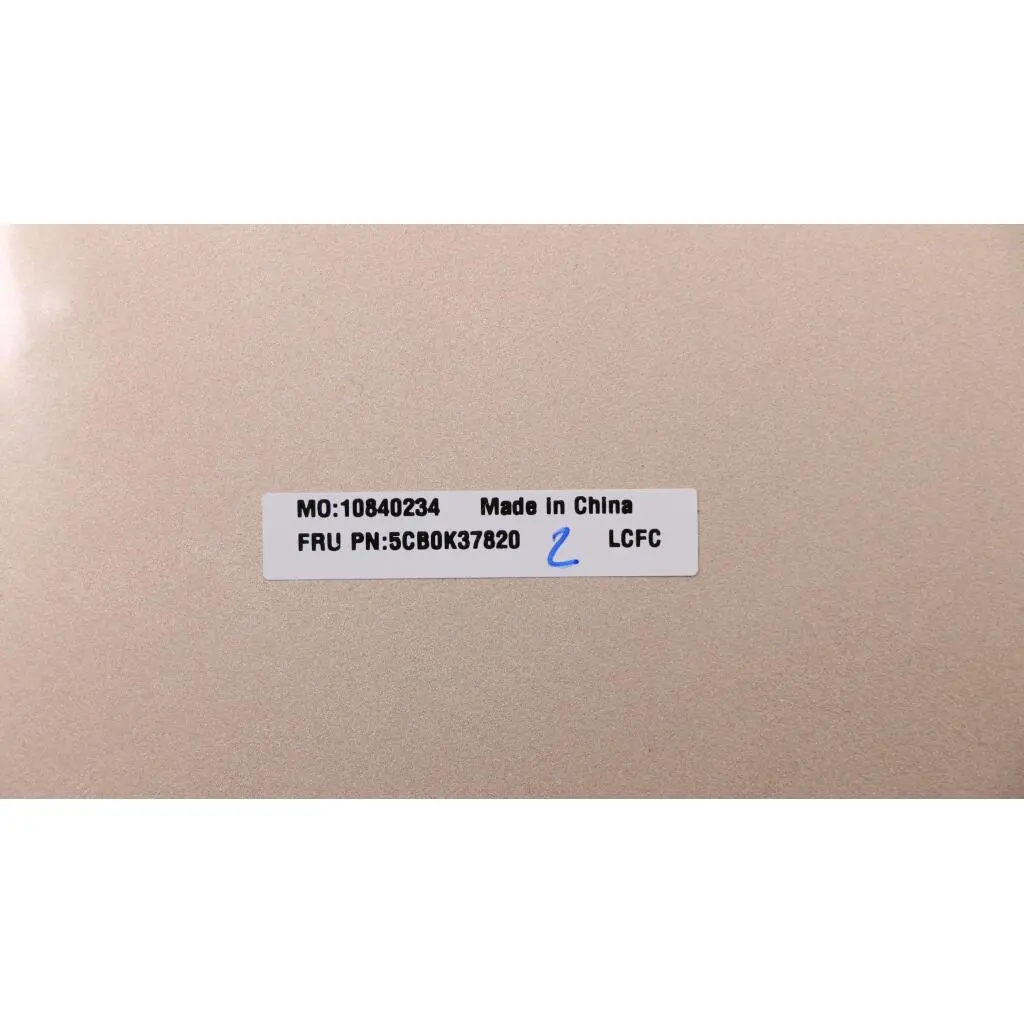 MO:10840234 Made in China
FRU PN:5CB0K37820 2 LCFC